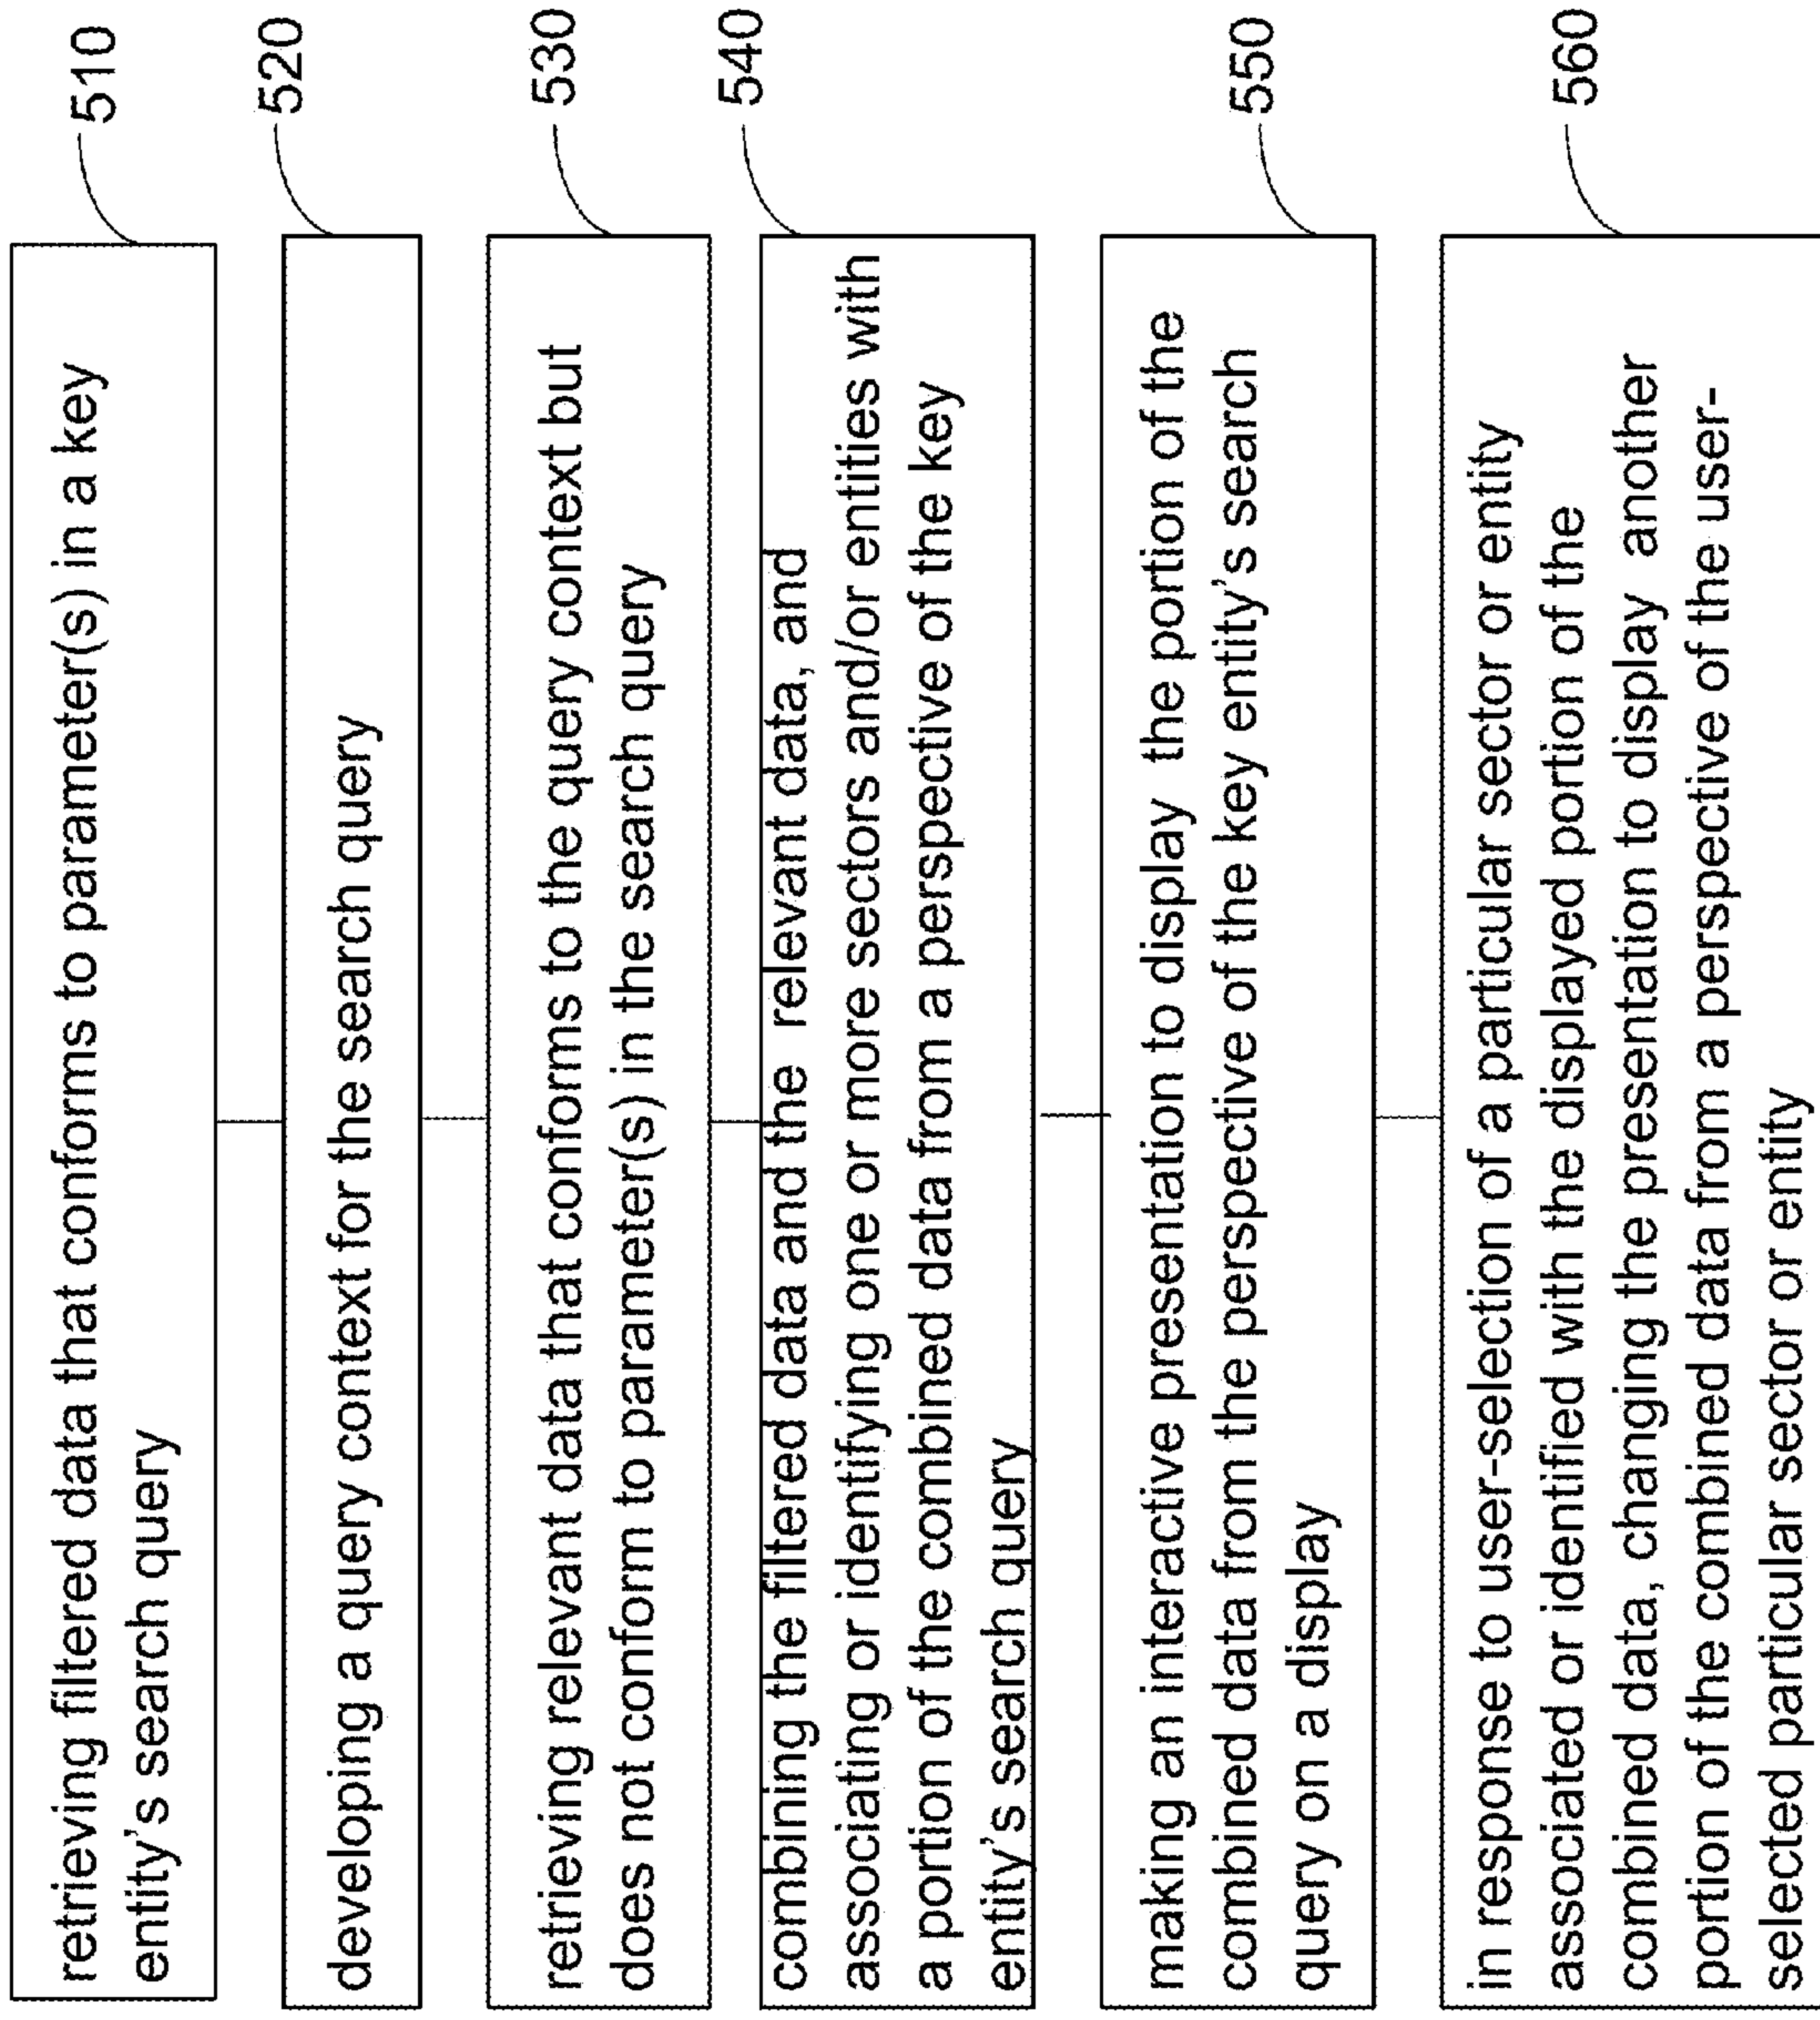 retrieving filtered data that conforms to parameter(s) in a key
entity's search query
510
developing a query context for the search query
520
retrieving relevant data that conforms to the query context but
does not conform to parameter(s) in the search query
530
combining the filtered data and the relevant data, and
associating or identifying one or more sectors and/or entities with
a portion of the combined data from a perspective of the key
entity's search query
540
making an interactive presentation to display the portion of the
combined data from the perspective of the key entity's search
query on a display
550
in response to user-selection of a particular sector or entity
associated or identified with the displayed portion of the
combined data, changing the presentation to display another
portion of the combined data from a perspective of the user-
selected particular sector or entity
560